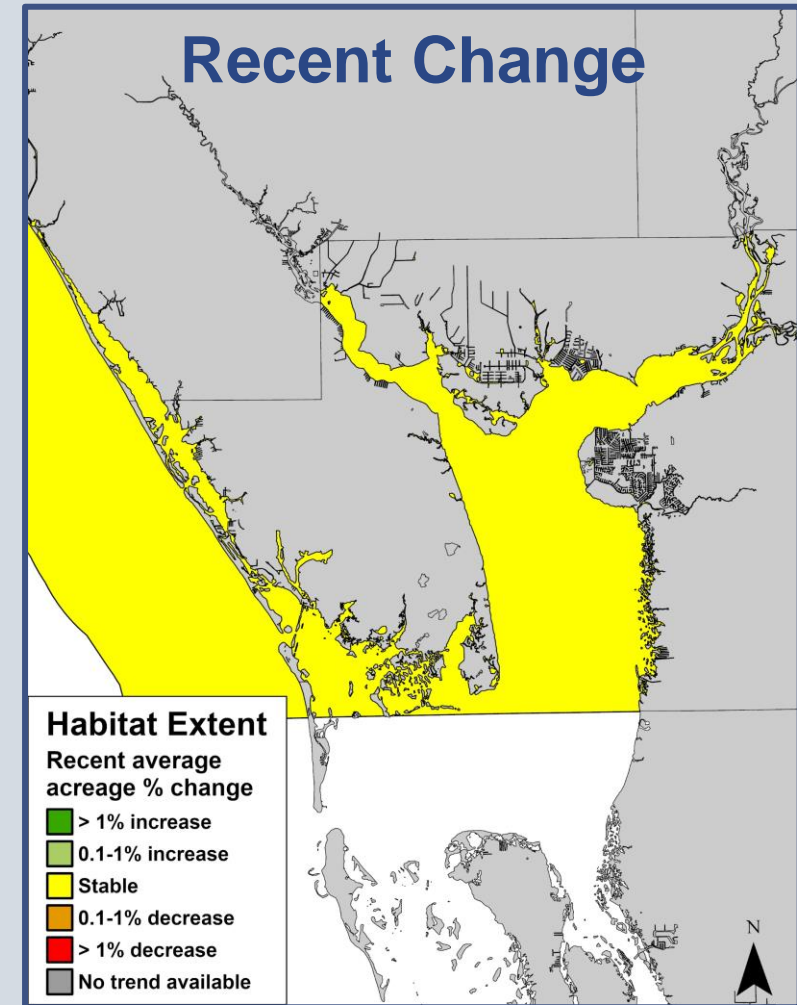 Recent Change
Habitat Extent
Recent average
acreage % change
> 1% increase
0.1-1% increase
Stable
0.1-1% decrease
> 1% decrease
No trend available
N